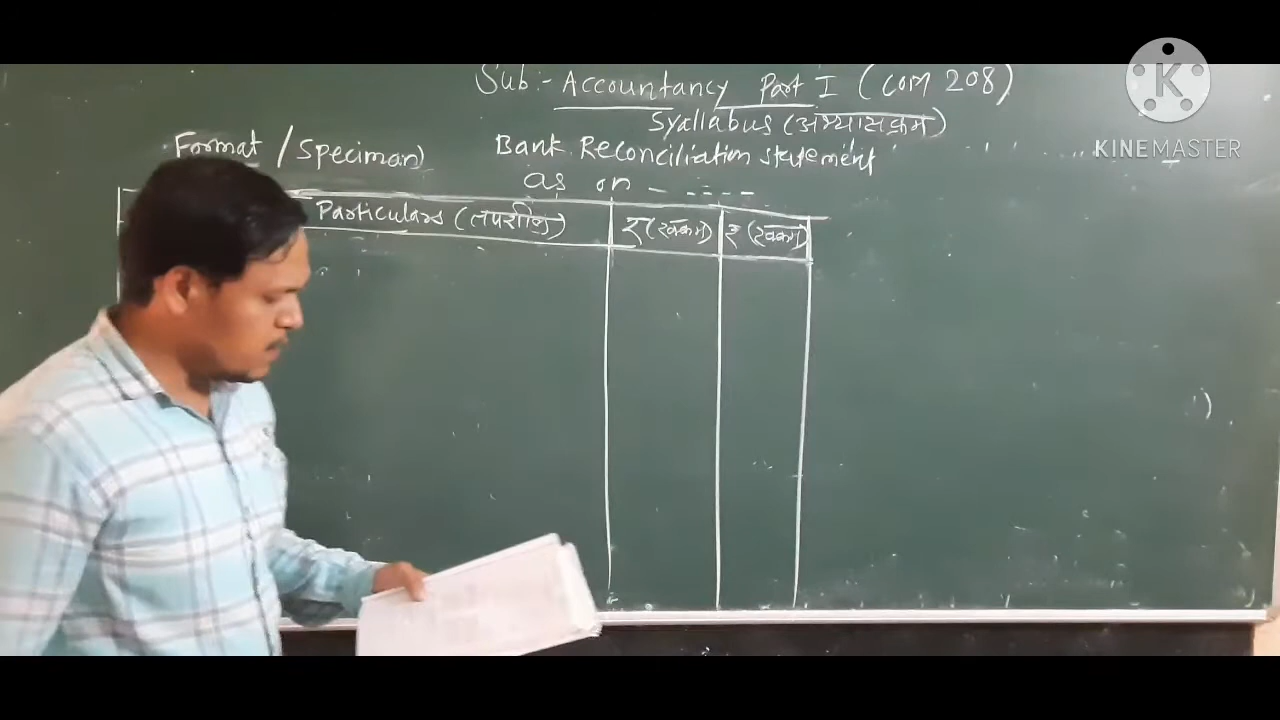 Sub:- Accountancy Part I (COM 208)
Syallabus (अभ्यासक्रम)
Format / Speciman) Bank Reconciliation statement
as on - - - - - -
Particulars (तपशील) ₹ (रक्कम) ₹ (रक्कम)
K
KINEMASTER